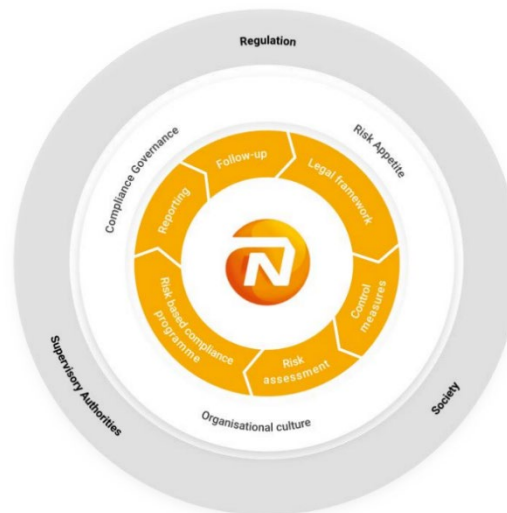 Regulation
Compliance Governance
Risk Appetite
Follow-up
Legal framework
Reporting
Control
measures
Risk based compliance
programme
Risk
assessment
Organisational culture
Supervisory Authorities
Society
N